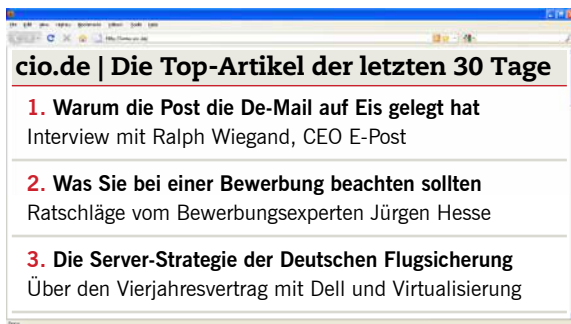 cio.de | Die Top-Artikel der letzten 30 Tage
1. Warum die Post die De-Mail auf Eis gelegt hat
Interview mit Ralph Wiegand, CEO E-Post
2. Was Sie bei einer Bewerbung beachten sollten
Ratschläge vom Bewerbungsexperten Jürgen Hesse
3. Die Server-Strategie der Deutschen Flugsicherung
Über den Vierjahresvertrag mit Dell und Virtualisierung